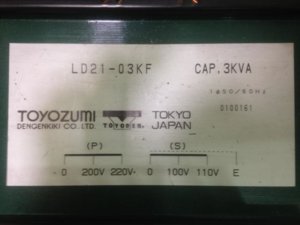 LD21-03KF CAP.3KVA
1φ50/60Hz
0100161
TOYOZUMI TOKYO
DENGENKIKI CO.,LTD. TOYODEN JAPAN
(P) (S)
0 200V 220V 0 100V 110V E